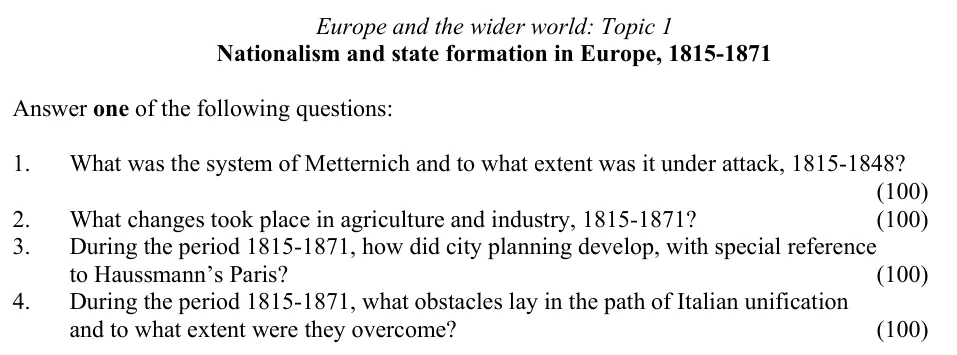 Europe and the wider world: Topic 1
Nationalism and state formation in Europe, 1815-1871
Answer one of the following questions:
1. What was the system of Metternich and to what extent was it under attack, 1815-1848?
(100)
2. What changes took place in agriculture and industry, 1815-1871? (100)
3. During the period 1815-1871, how did city planning develop, with special reference
to Haussmann’s Paris? (100)
4. During the period 1815-1871, what obstacles lay in the path of Italian unification
and to what extent were they overcome? (100)